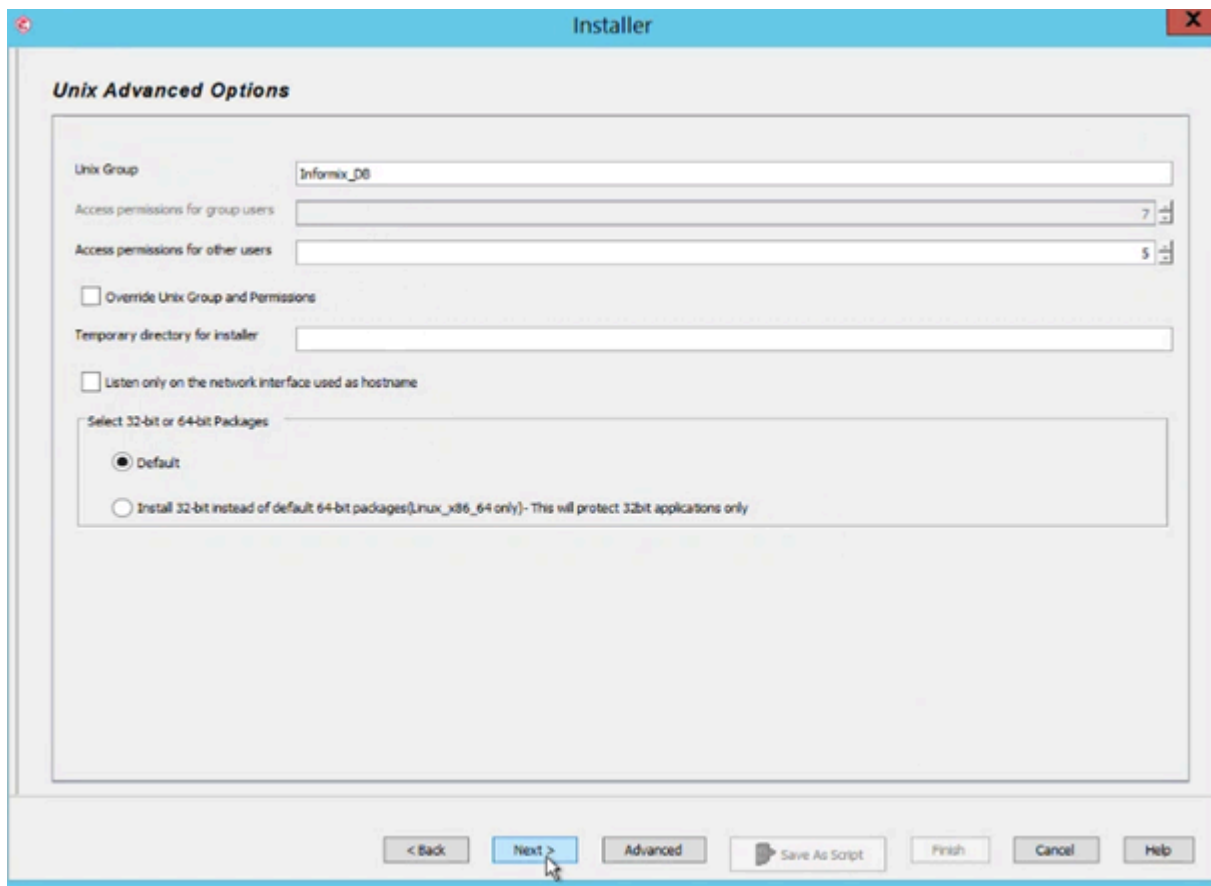 Installer
X
Unix Advanced Options
Unix Group
Informix_DB
Access permissions for group users
7
Access permissions for other users
5
Override Unix Group and Permissions
Temporary directory for installer
Listen only on the network interface used as hostname
Select 32-bit or 64-bit Packages
Default
Install 32-bit instead of default 64-bit packages(Linux_x86_64 only)- This will protect 32bit applications only
< Back Next > Advanced Save As Script Finish Cancel Help